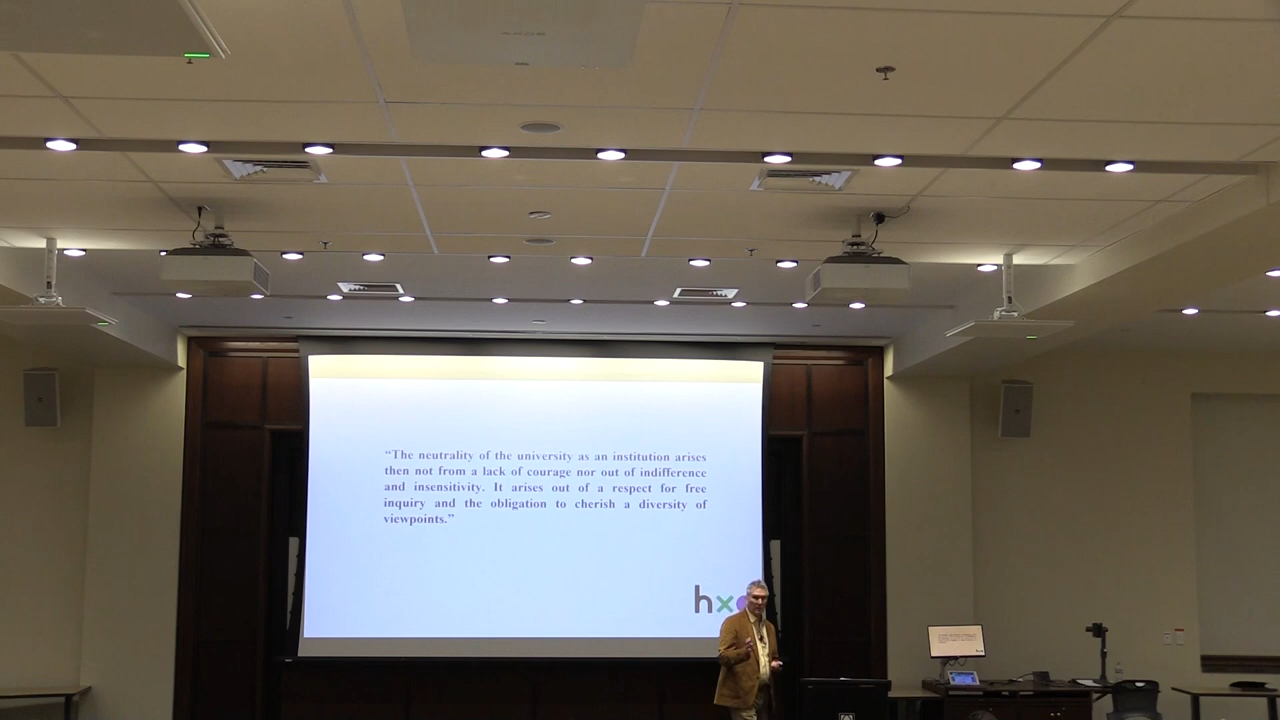 “The neutrality of the university as an institution arises
then not from a lack of courage nor out of indifference
and insensitivity. It arises out of a respect for free
inquiry and the obligation to cherish a diversity of
viewpoints.”
hx